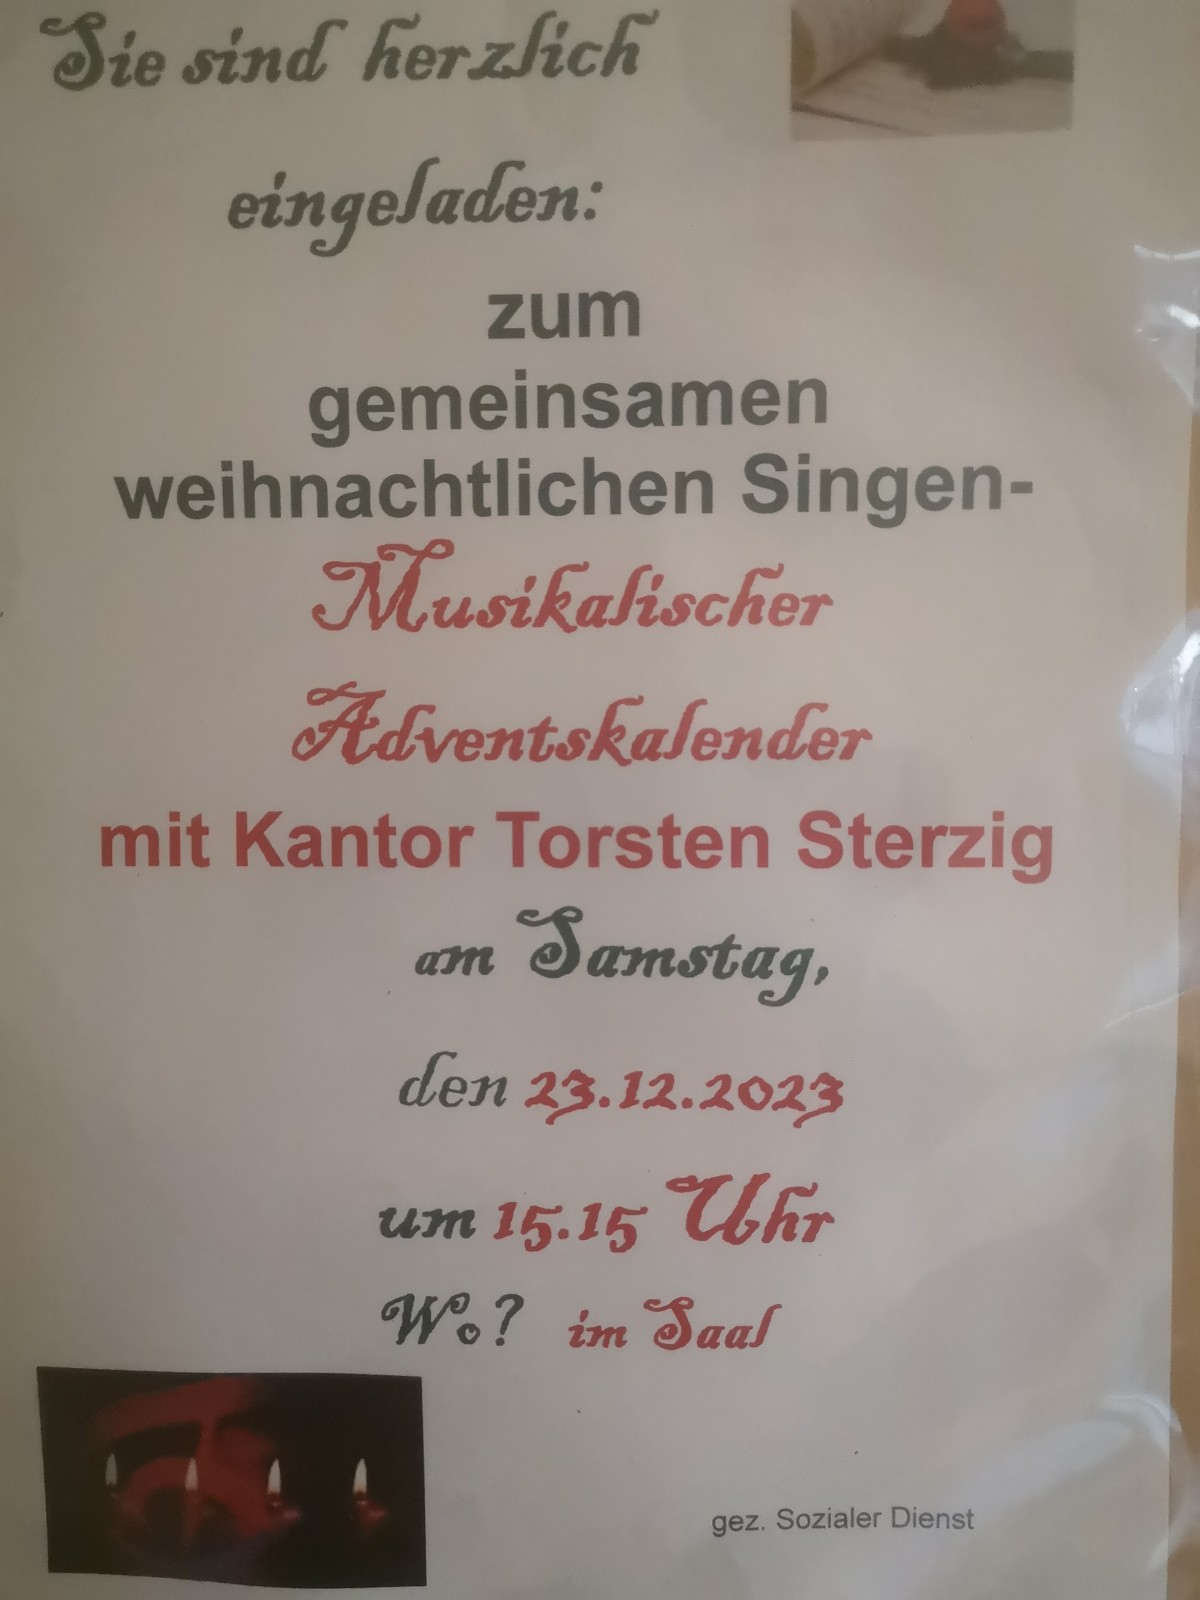 Sie sind herzlich
eingeladen:
zum
gemeinsamen
weihnachtlichen Singen-
Musikalischer
Adventskalender
mit Kantor Torsten Sterzig
am Samstag,
den 23.12.2023
um 15.15 Uhr
Wo? im Saal
gez. Sozialer Dienst